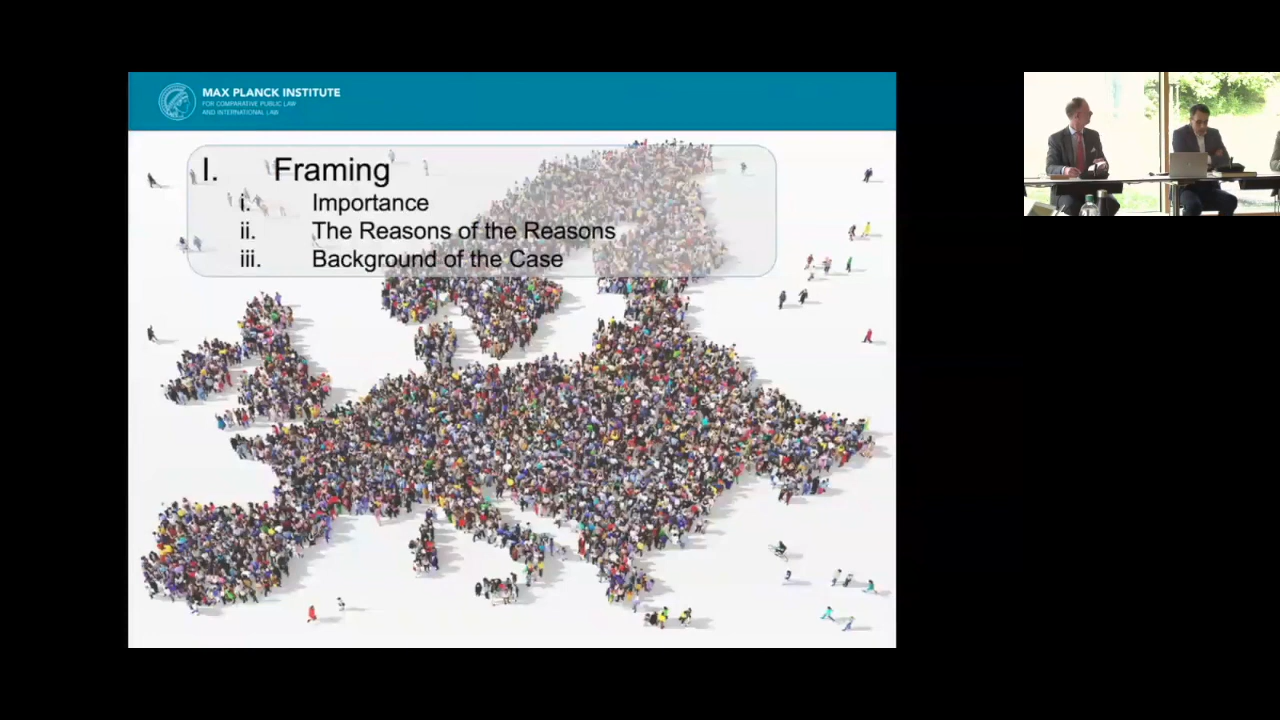 MAX PLANCK INSTITUTE
FOR COMPARATIVE PUBLIC LAW
AND INTERNATIONAL LAW
I. Framing
i. Importance
ii. The Reasons of the Reasons
iii. Background of the Case